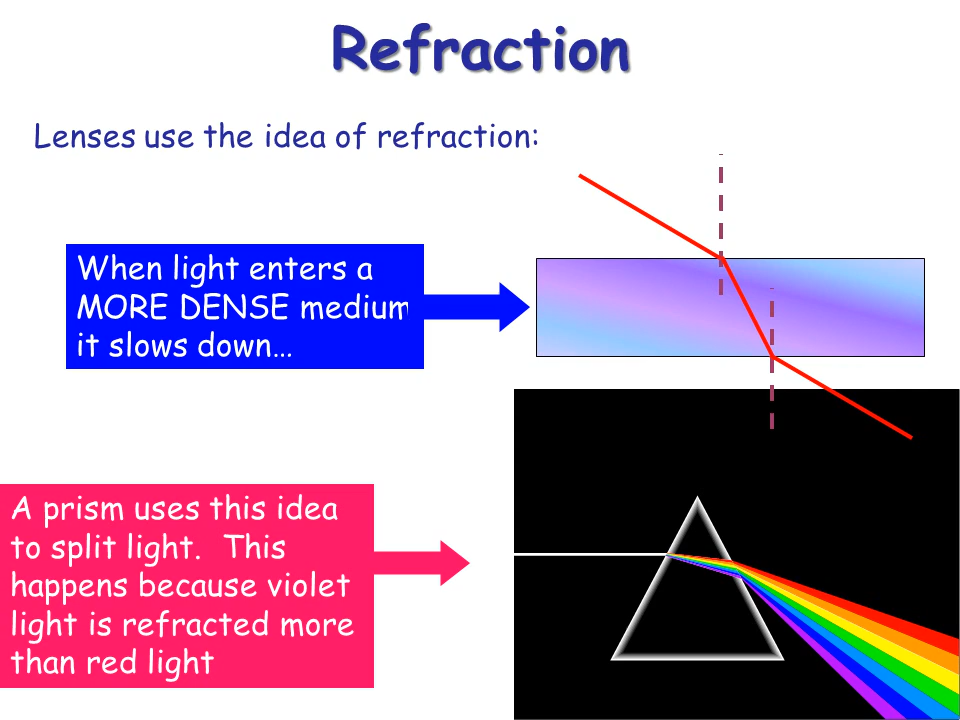 Refraction
Lenses use the idea of refraction:
When light enters a
MORE DENSE medium
it slows down…
A prism uses this idea
to split light.  This
happens because violet
light is refracted more
than red light